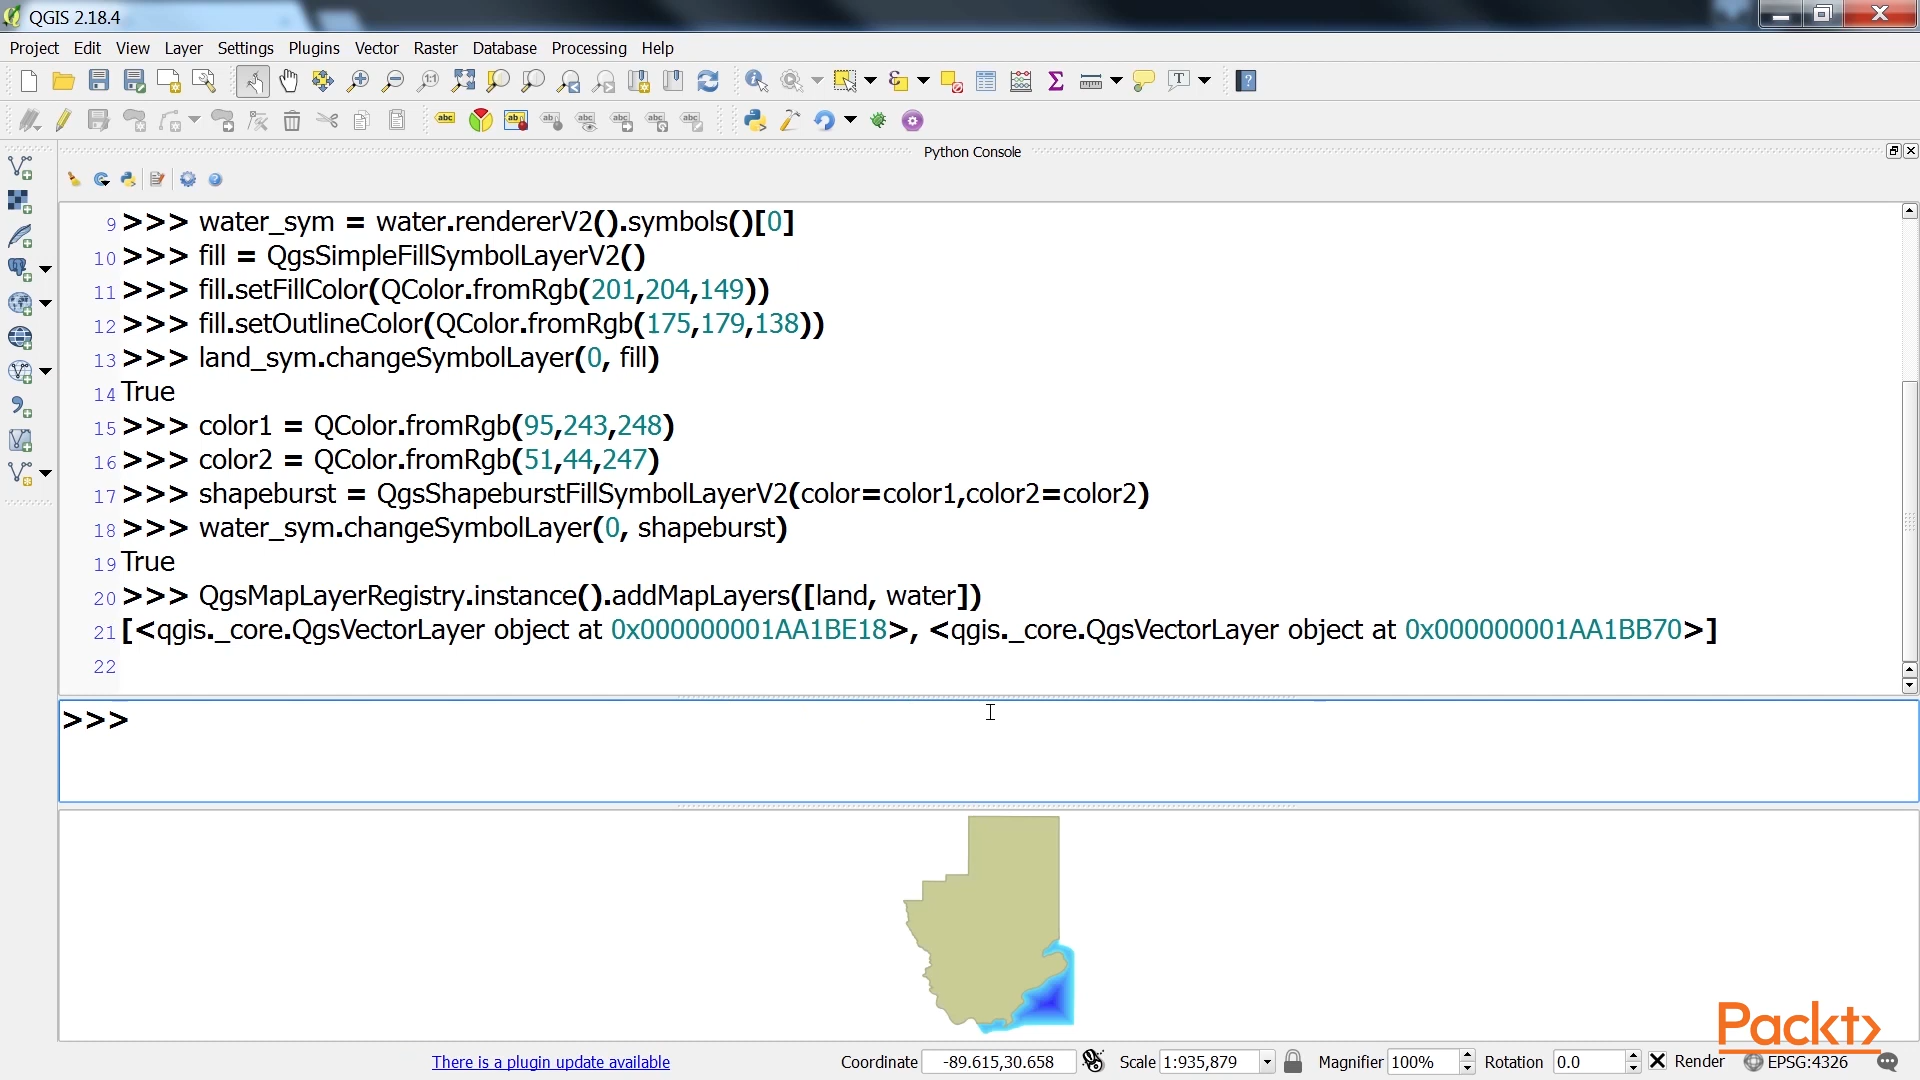 QGIS 2.18.4
Project Edit View Layer Settings Plugins Vector Raster Database Processing Help
Python Console
9 >>> water_sym = water.rendererV2().symbols()[0]
10 >>> fill = QgsSimpleFillSymbolLayerV2()
11 >>> fill.setFillColor(QColor.fromRgb(201,204,149))
12 >>> fill.setOutlineColor(QColor.fromRgb(175,179,138))
13 >>> land_sym.changeSymbolLayer(0, fill)
14 True
15 >>> color1 = QColor.fromRgb(95,243,248)
16 >>> color2 = QColor.fromRgb(51,44,247)
17 >>> shapeburst = QgsShapeburstFillSymbolLayerV2(color=color1,color2=color2)
18 >>> water_sym.changeSymbolLayer(0, shapeburst)
19 True
20 >>> QgsMapLayerRegistry.instance().addMapLayers([land, water])
21 [<qgis._core.QgsVectorLayer object at 0x000000001AA1BE18>, <qgis._core.QgsVectorLayer object at 0x000000001AA1BB70>]
22
>>>
Packt>
There is a plugin update available Coordinate -89.615,30.658 Scale 1:935,879 Magnifier 100% Rotation 0.0 Render EPSG:4326